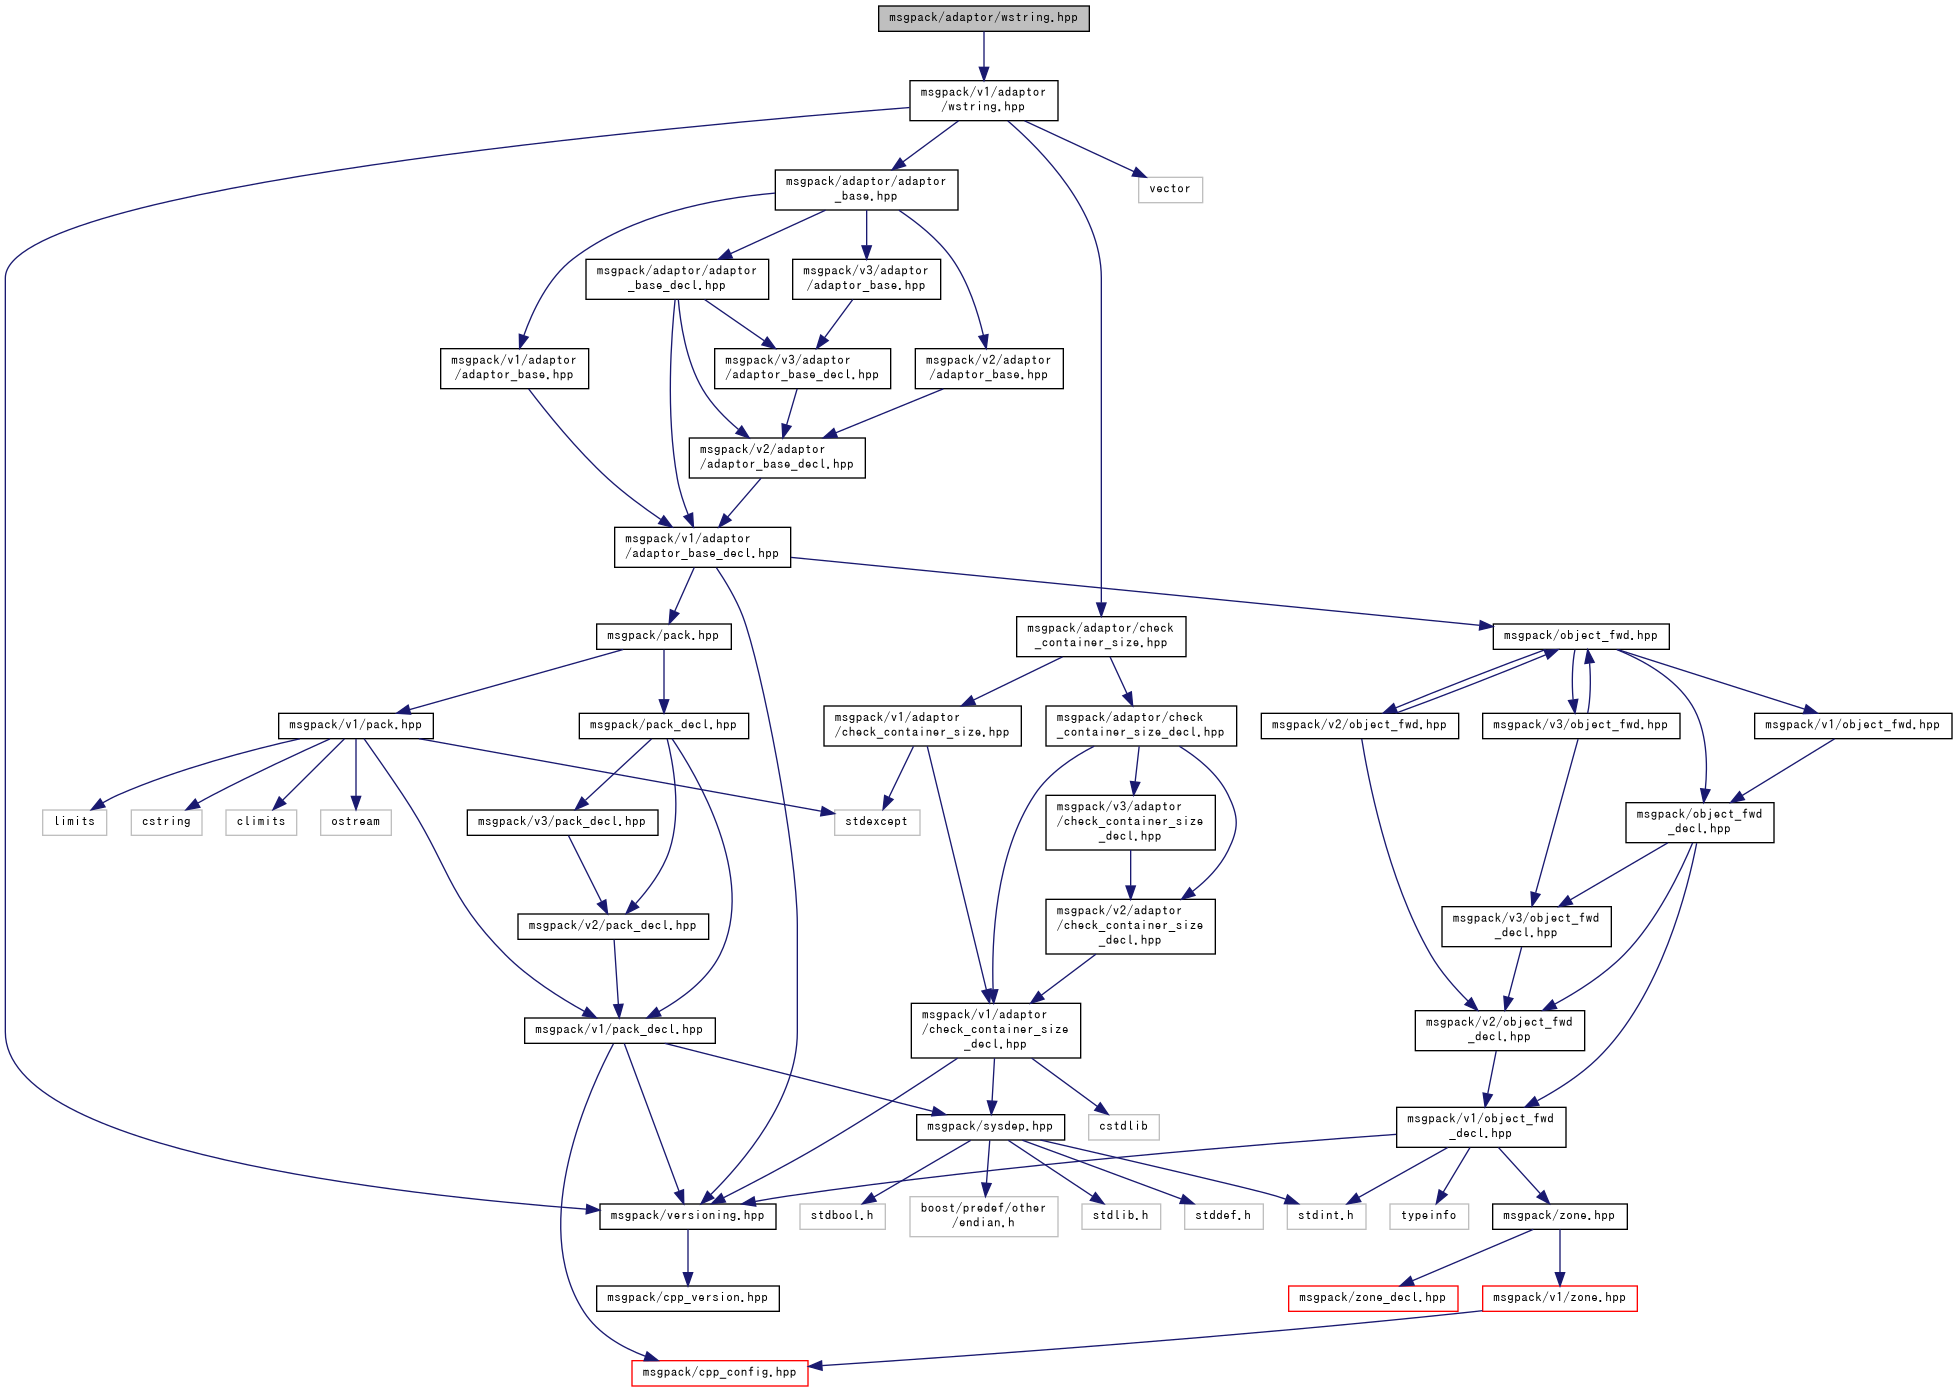 msgpack/adaptor/wstring.hpp
msgpack/v1/adaptor
/wstring.hpp
msgpack/adaptor/adaptor
_base.hpp
vector
msgpack/adaptor/adaptor
_base_decl.hpp
msgpack/v3/adaptor
/adaptor_base.hpp
msgpack/v1/adaptor
/adaptor_base.hpp
msgpack/v3/adaptor
/adaptor_base_decl.hpp
msgpack/v2/adaptor
/adaptor_base.hpp
msgpack/v2/adaptor
/adaptor_base_decl.hpp
msgpack/v1/adaptor
/adaptor_base_decl.hpp
msgpack/pack.hpp
msgpack/adaptor/check
_container_size.hpp
msgpack/object_fwd.hpp
msgpack/v1/pack.hpp
msgpack/pack_decl.hpp
msgpack/v1/adaptor
/check_container_size.hpp
msgpack/adaptor/check
_container_size_decl.hpp
msgpack/v2/object_fwd.hpp
msgpack/v3/object_fwd.hpp
msgpack/v1/object_fwd.hpp
limits
cstring
climits
ostream
msgpack/v3/pack_decl.hpp
stdexcept
msgpack/v3/adaptor
/check_container_size
_decl.hpp
msgpack/object_fwd
_decl.hpp
msgpack/v2/pack_decl.hpp
msgpack/v2/adaptor
/check_container_size
_decl.hpp
msgpack/v3/object_fwd
_decl.hpp
msgpack/v1/pack_decl.hpp
msgpack/v1/adaptor
/check_container_size
_decl.hpp
msgpack/v2/object_fwd
_decl.hpp
msgpack/sysdep.hpp
cstdlib
msgpack/v1/object_fwd
_decl.hpp
msgpack/versioning.hpp
stdbool.h
boost/predef/other
/endian.h
stdlib.h
stddef.h
stdint.h
typeinfo
msgpack/zone.hpp
msgpack/cpp_version.hpp
msgpack/zone_decl.hpp
msgpack/v1/zone.hpp
msgpack/cpp_config.hpp